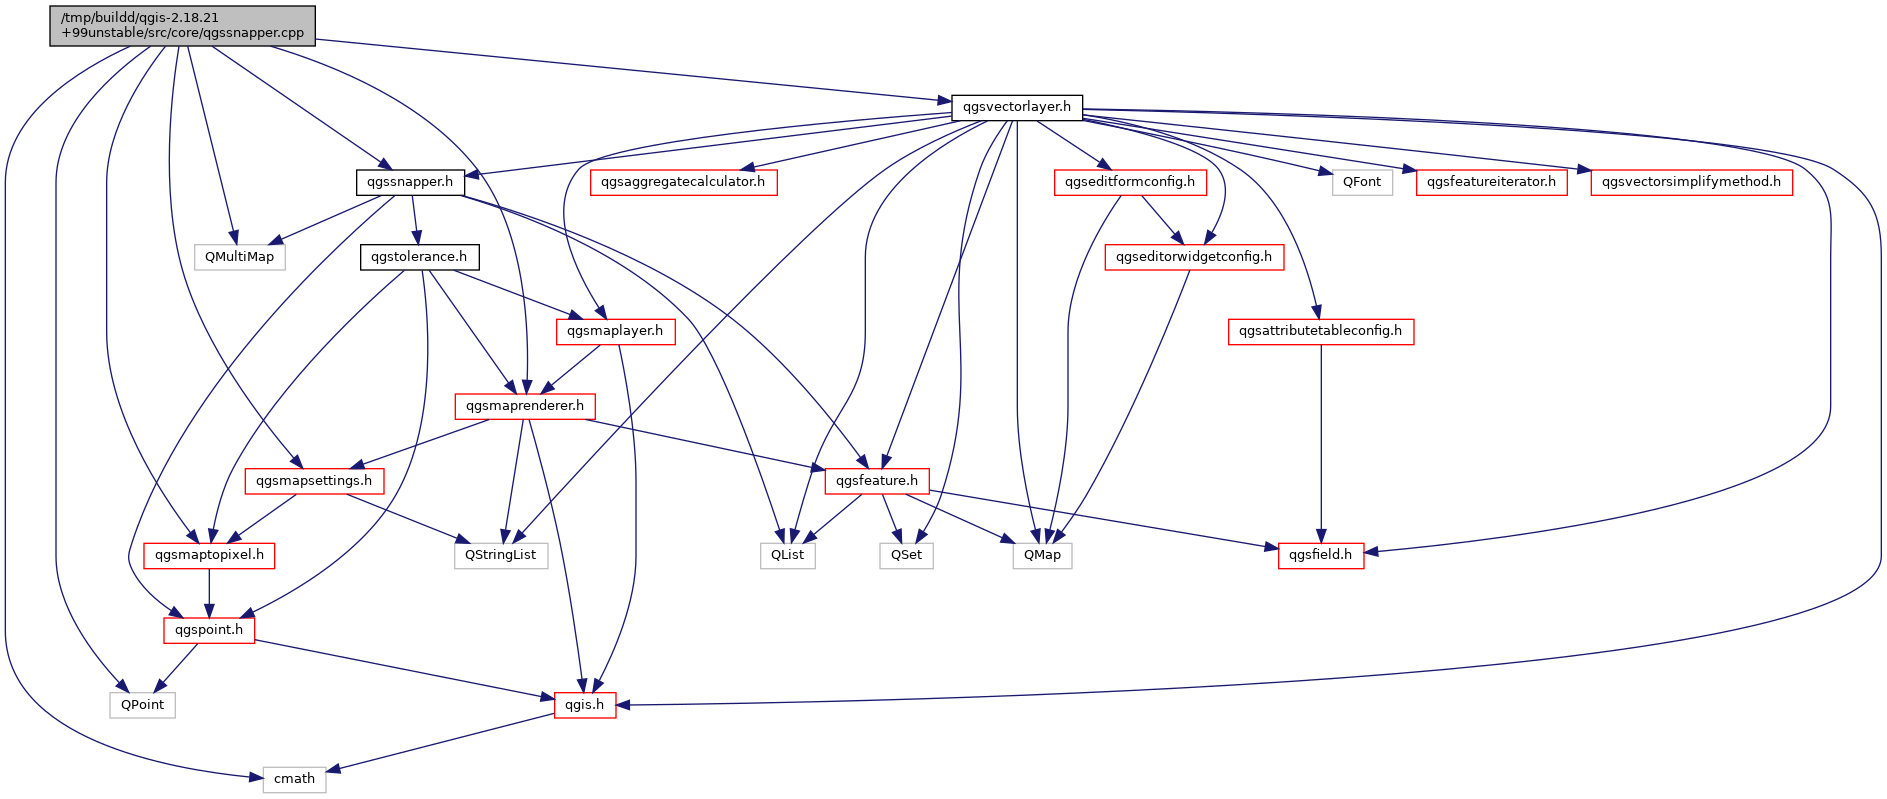 /tmp/buildd/qgis-2.18.21
+99unstable/src/core/qgssnapper.cpp
qgsvectorlayer.h
qgssnapper.h
qgsaggregatecalculator.h
qgseditformconfig.h
QFont
qgsfeatureiterator.h
qgsvectorsimplifymethod.h
QMultiMap
qgstolerance.h
qgseditorwidgetconfig.h
qgsmaplayer.h
qgsattributetableconfig.h
qgsmaprenderer.h
qgsmapsettings.h
qgsfeature.h
qgsmaptopixel.h
QStringList
QList
QSet
QMap
qgsfield.h
qgspoint.h
QPoint
qgis.h
cmath